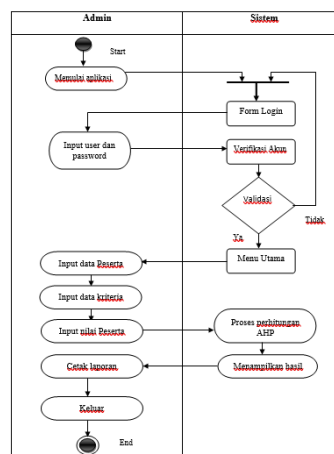 Admin
Sistem
Start
Memulai aplikasi
Form Login
Input user dan
password
Verifikasi Akun
Validasi
Tidak
Ya
Menu Utama
Input data Peserta
Input data kriteria
Input nilai Peserta
Proses perhitungan
AHP
Cetak laporan
Menampilkan hasil
Keluar
End